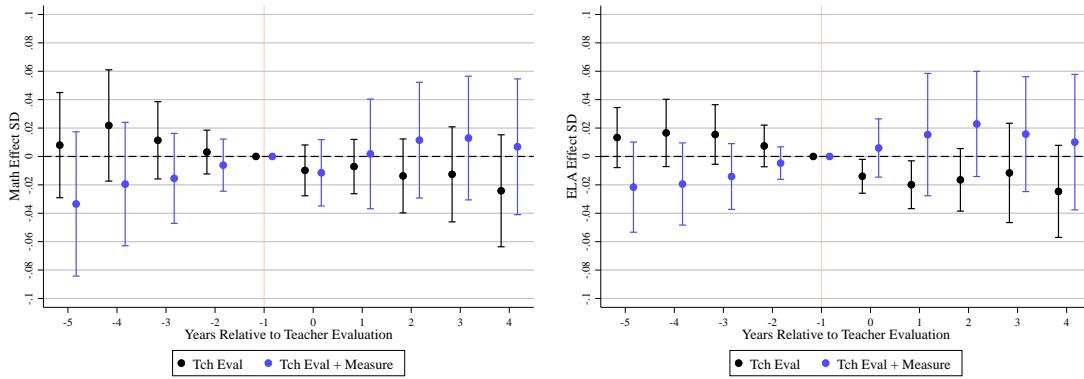 .1
.08
.06
.04
.02
0
-.02
-.04
-.06
-.08
-.1
Math Effect SD
-5 -4 -3 -2 -1 0 1 2 3 4
Years Relative to Teacher Evaluation
Tch Eval Tch Eval + Measure
.1
.08
.06
.04
.02
0
-.02
-.04
-.06
-.08
-.1
ELA Effect SD
-5 -4 -3 -2 -1 0 1 2 3 4
Years Relative to Teacher Evaluation
Tch Eval Tch Eval + Measure